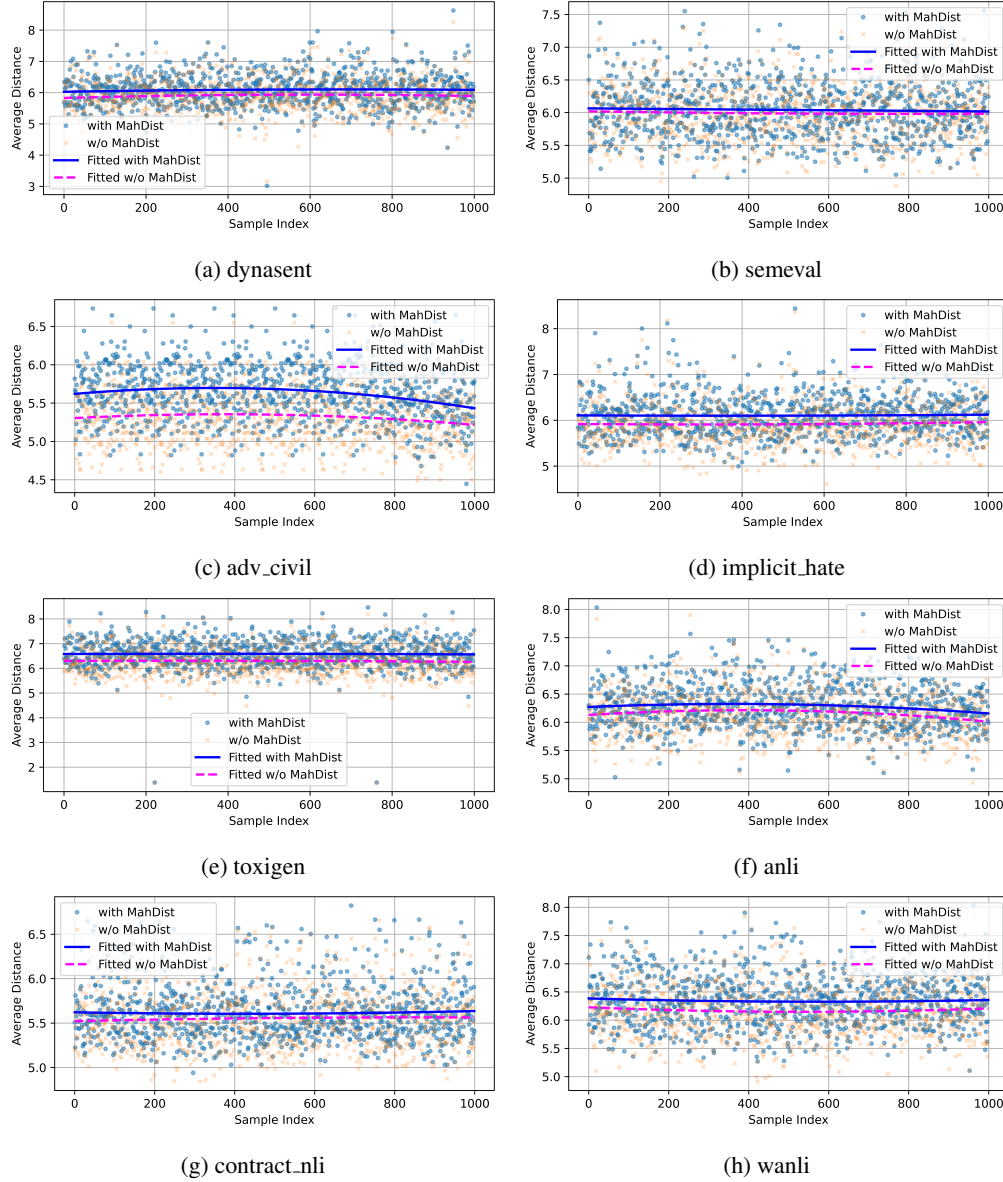 Average Distance
8
7
6
5
4
3
with MahDist
w/o MahDist
Fitted with MahDist
Fitted w/o MahDist
0 200 400 600 800 1000
Sample Index
(a) dynasent
Average Distance
7.5
7.0
6.5
6.0
5.5
5.0
with MahDist
w/o MahDist
Fitted with MahDist
Fitted w/o MahDist
0 200 400 600 800 1000
Sample Index
(b) semeval
Average Distance
6.5
6.0
5.5
5.0
4.5
with MahDist
w/o MahDist
Fitted with MahDist
Fitted w/o MahDist
0 200 400 600 800 1000
Sample Index
(c) adv_civil
Average Distance
8
7
6
5
with MahDist
w/o MahDist
Fitted with MahDist
Fitted w/o MahDist
0 200 400 600 800 1000
Sample Index
(d) implicit_hate
Average Distance
8
7
6
5
4
3
2
with MahDist
w/o MahDist
Fitted with MahDist
Fitted w/o MahDist
0 200 400 600 800 1000
Sample Index
(e) toxigen
Average Distance
8.0
7.5
7.0
6.5
6.0
5.5
5.0
with MahDist
w/o MahDist
Fitted with MahDist
Fitted w/o MahDist
0 200 400 600 800 1000
Sample Index
(f) anli
Average Distance
6.5
6.0
5.5
5.0
with MahDist
w/o MahDist
Fitted with MahDist
Fitted w/o MahDist
0 200 400 600 800 1000
Sample Index
(g) contract_nli
Average Distance
8.0
7.5
7.0
6.5
6.0
5.5
5.0
with MahDist
w/o MahDist
Fitted with MahDist
Fitted w/o MahDist
0 200 400 600 800 1000
Sample Index
(h) wanli